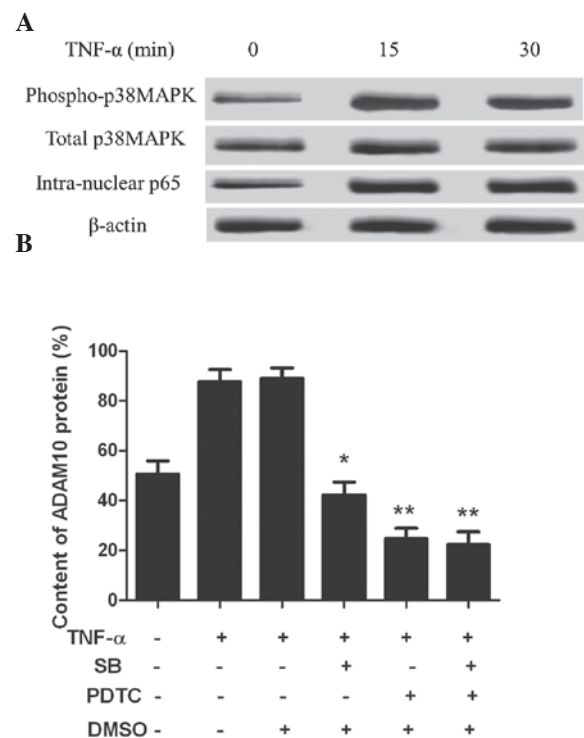 A
TNF-α (min) 0 15 30
Phospho-p38MAPK
Total p38MAPK
Intra-nuclear p65
β-actin
B
Content of ADAM10 protein (%)
100
80
60
40
20
0
*
**
**
TNF-α - + + + + +
SB - - - + - +
PDTC - - - - + +
DMSO - - + + + +